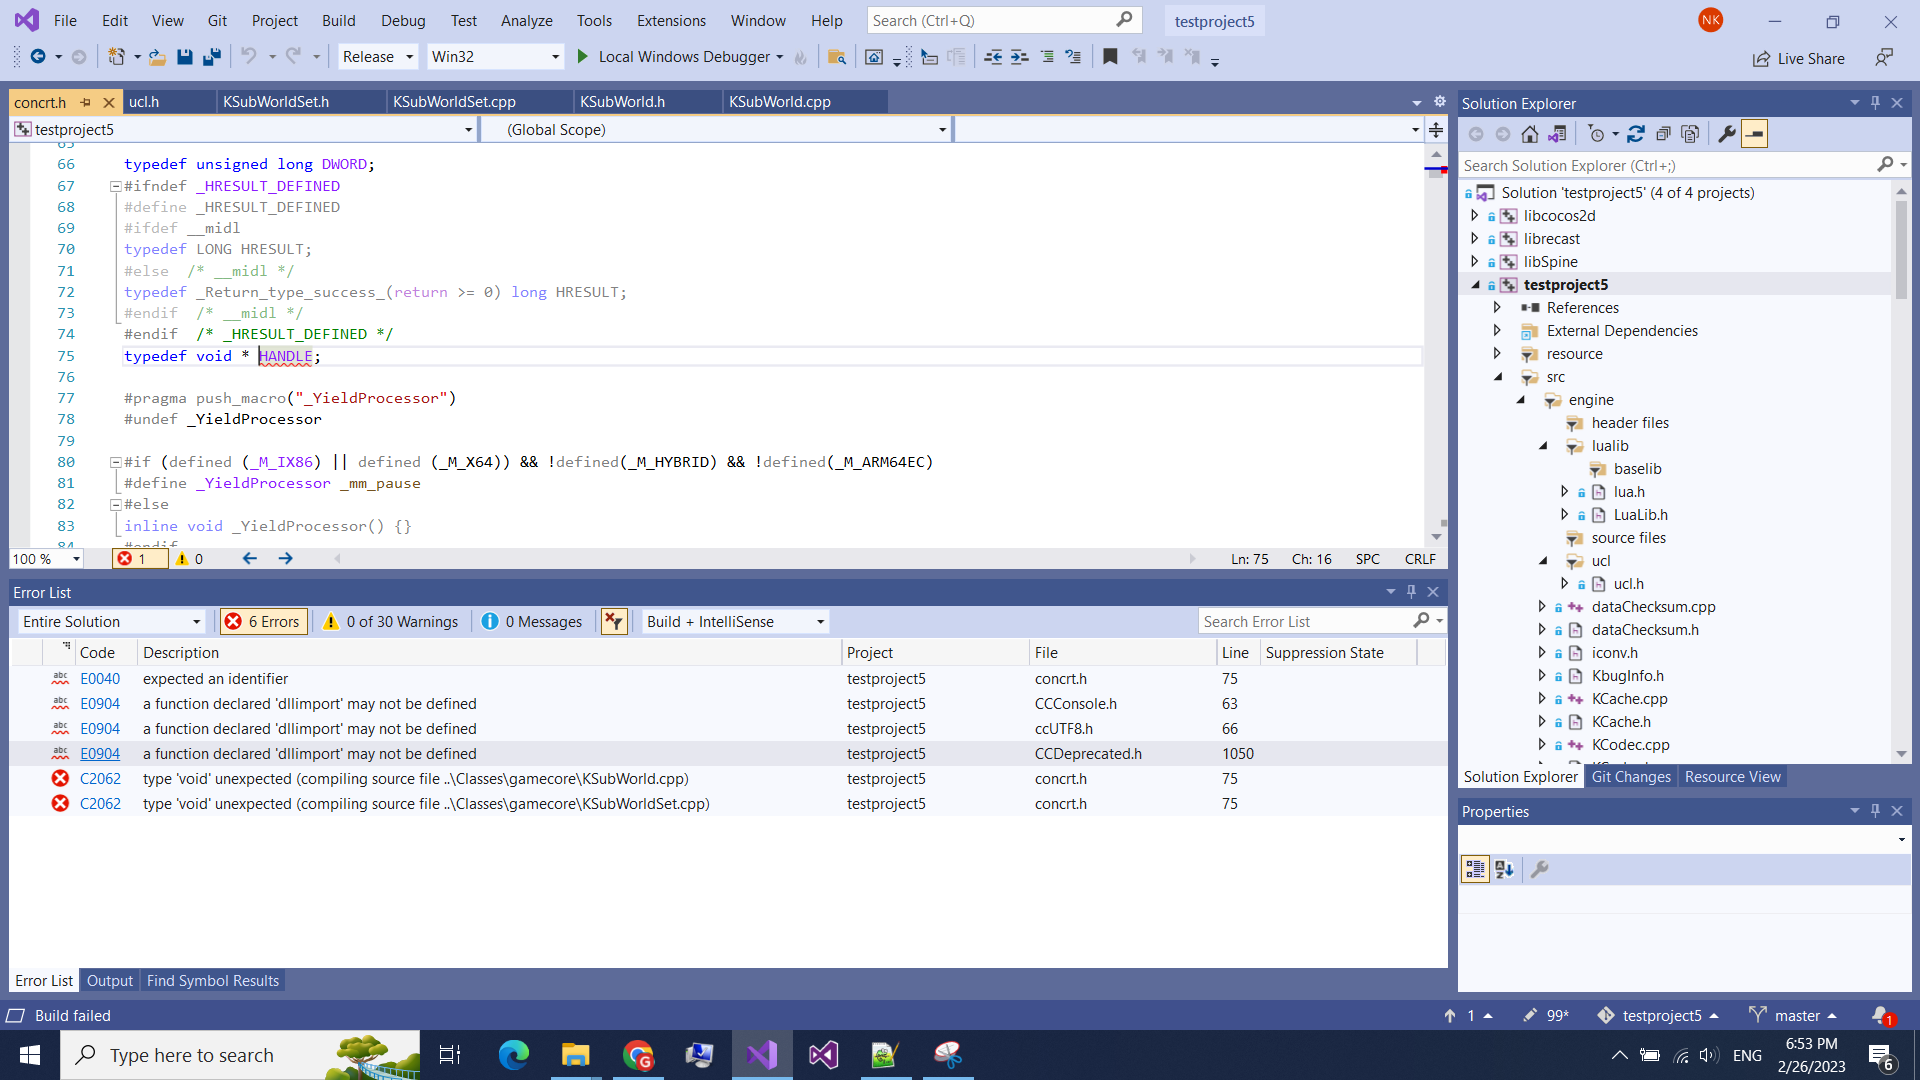 File Edit View Git Project Build Debug Test Analyze Tools Extensions Window Help Search (Ctrl+Q) testproject5 NK
Release Win32 Local Windows Debugger Live Share
concrt.h ucl.h KSubWorldSet.h KSubWorldSet.cpp KSubWorld.h KSubWorld.cpp
testproject5 (Global Scope)
65
66 typedef unsigned long DWORD;
67 #ifndef _HRESULT_DEFINED
68 #define _HRESULT_DEFINED
69 #ifdef __midl
70 typedef LONG HRESULT;
71 #else /* __midl */
72 typedef _Return_type_success_(return >= 0) long HRESULT;
73 #endif /* __midl */
74 #endif /* _HRESULT_DEFINED */
75 typedef void * HANDLE;
76
77 #pragma push_macro("_YieldProcessor")
78 #undef _YieldProcessor
79
80 #if (defined (_M_IX86) || defined (_M_X64)) && !defined(_M_HYBRID) && !defined(_M_ARM64EC)
81 #define _YieldProcessor _mm_pause
82 #else
83 inline void _YieldProcessor() {}
84 #endif
100 % 1 0 Ln: 75 Ch: 16 SPC CRLF
Error List
Entire Solution 6 Errors 0 of 30 Warnings 0 Messages Build + IntelliSense Search Error List
Code Description Project File Line Suppression State
abc E0040 expected an identifier testproject5 concrt.h 75
abc E0904 a function declared 'dllimport' may not be defined testproject5 CCConsole.h 63
abc E0904 a function declared 'dllimport' may not be defined testproject5 ccUTF8.h 66
abc E0904 a function declared 'dllimport' may not be defined testproject5 CCDeprecated.h 1050
C2062 type 'void' unexpected (compiling source file ..\Classes\gamecore\KSubWorld.cpp) testproject5 concrt.h 75
C2062 type 'void' unexpected (compiling source file ..\Classes\gamecore\KSubWorldSet.cpp) testproject5 concrt.h 75
Error List Output Find Symbol Results
Solution Explorer
Search Solution Explorer (Ctrl+;)
Solution 'testproject5' (4 of 4 projects)
libcocos2d
librecast
libSpine
testproject5
References
External Dependencies
resource
src
engine
header files
lualib
baselib
lua.h
LuaLib.h
source files
ucl
ucl.h
dataChecksum.cpp
dataChecksum.h
iconv.h
KbugInfo.h
KCache.cpp
KCache.h
KCodec.cpp
Solution Explorer Git Changes Resource View
Properties
Build failed 1 99* testproject5 master 1
Type here to search ENG 6:53 PM
2/26/2023 6